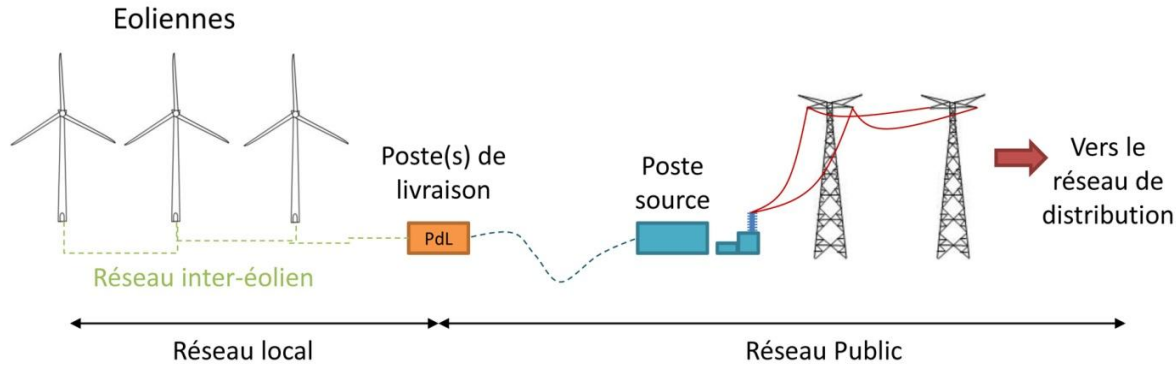 Eoliennes
Poste(s) de
livraison
Poste
source
Vers le
réseau de
distribution
PdL
Réseau inter-éolien
Réseau local
Réseau Public